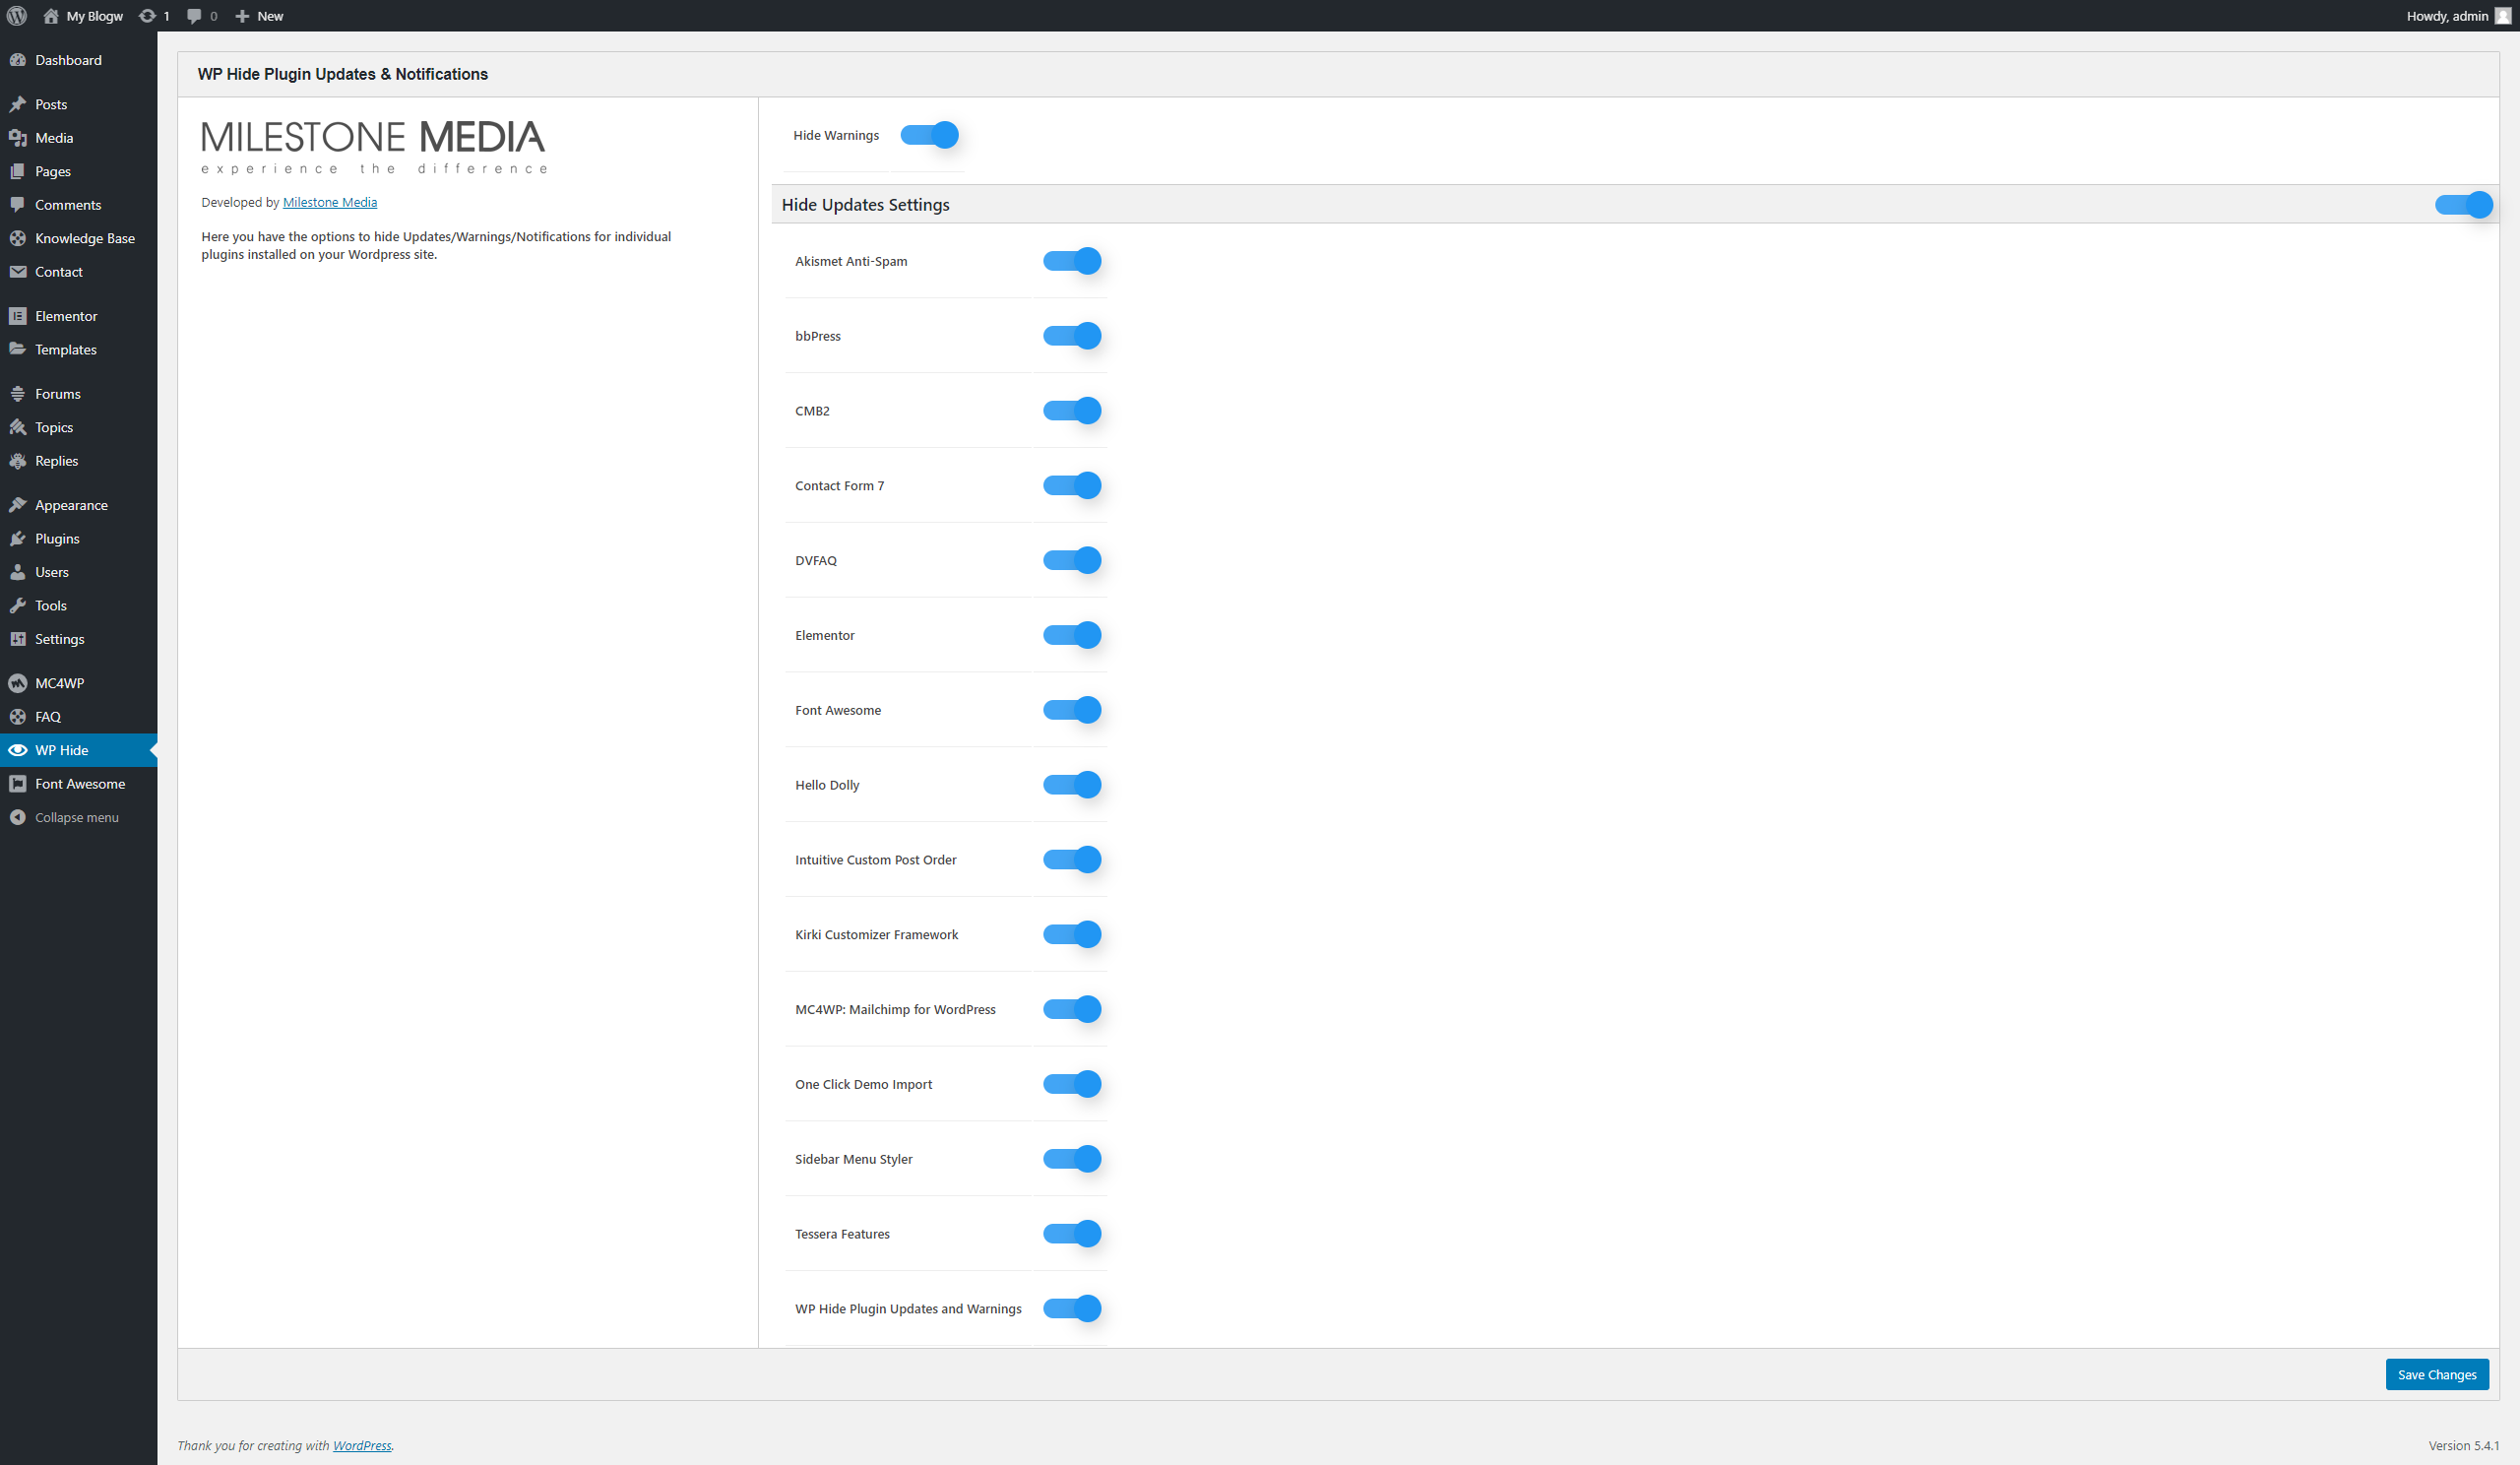 My Blogw 1 0 New Howdy, admin
Dashboard
Posts
Media
Pages
Comments
Knowledge Base
Contact
Elementor
Templates
Forums
Topics
Replies
Appearance
Plugins
Users
Tools
Settings
MC4WP
FAQ
WP Hide
Font Awesome
Collapse menu
WP Hide Plugin Updates & Notifications
MILESTONE MEDIA
experience the difference
Developed by Milestone Media
Here you have the options to hide Updates/Warnings/Notifications for individual
plugins installed on your Wordpress site.
Hide Warnings
Hide Updates Settings
Akismet Anti-Spam
bbPress
CMB2
Contact Form 7
DVFAQ
Elementor
Font Awesome
Hello Dolly
Intuitive Custom Post Order
Kirki Customizer Framework
MC4WP: Mailchimp for WordPress
One Click Demo Import
Sidebar Menu Styler
Tessera Features
WP Hide Plugin Updates and Warnings
Save Changes
Thank you for creating with WordPress.
Version 5.4.1